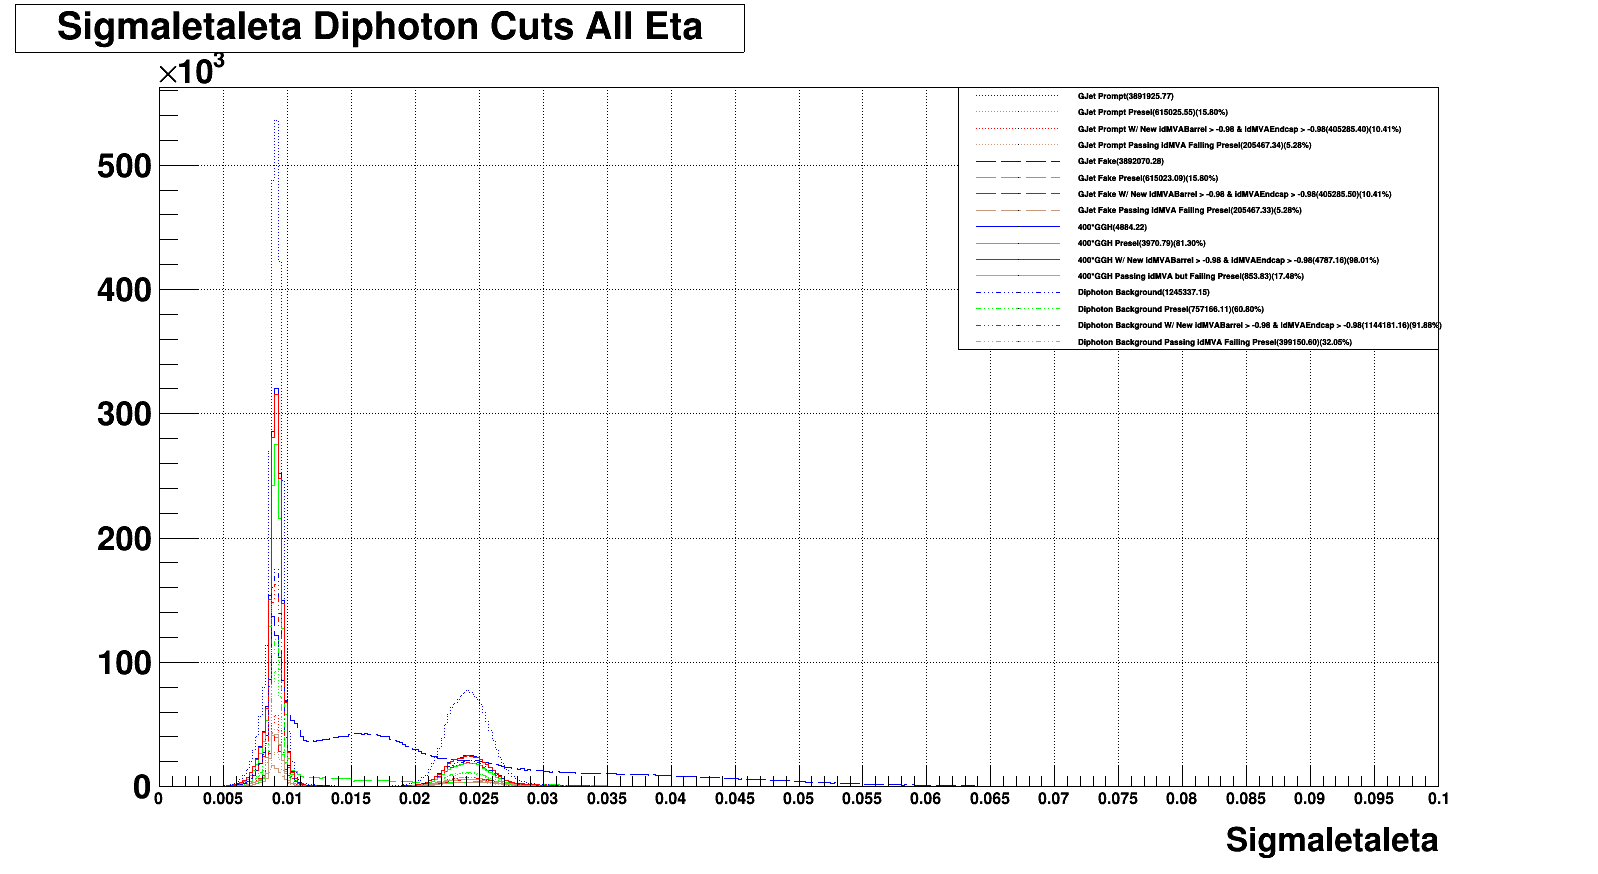 Sigmaletaleta Diphoton Cuts All Eta
×10³
GJet Prompt(3891925.77)
GJet Prompt Presel(615025.55)(15.80%)
GJet Prompt W/ New idMVABarrel > -0.98 & idMVAEndcap > -0.98(405285.40)(10.41%)
GJet Prompt Passing idMVA Failing Presel(205467.34)(5.28%)
GJet Fake(3892070.28)
GJet Fake Presel(615023.09)(15.80%)
GJet Fake W/ New idMVABarrel > -0.98 & idMVAEndcap > -0.98(405285.50)(10.41%)
GJet Fake Passing idMVA Failing Presel(205467.33)(5.28%)
400*GGH(4884.22)
400*GGH Presel(3970.79)(81.30%)
400*GGH W/ New idMVABarrel > -0.98 & idMVAEndcap > -0.98(4787.16)(98.01%)
400*GGH Passing idMVA but Failing Presel(853.83)(17.48%)
Diphoton Background(1245337.15)
Diphoton Background Presel(757166.11)(60.80%)
Diphoton Background W/ New idMVABarrel > -0.98 & idMVAEndcap > -0.98(1144181.16)(91.88%)
Diphoton Background Passing idMVA Failing Presel(399150.60)(32.05%)
500
400
300
200
100
0
0 0.005 0.01 0.015 0.02 0.025 0.03 0.035 0.04 0.045 0.05 0.055 0.06 0.065 0.07 0.075 0.08 0.085 0.09 0.095 0.1
Sigmaletaleta